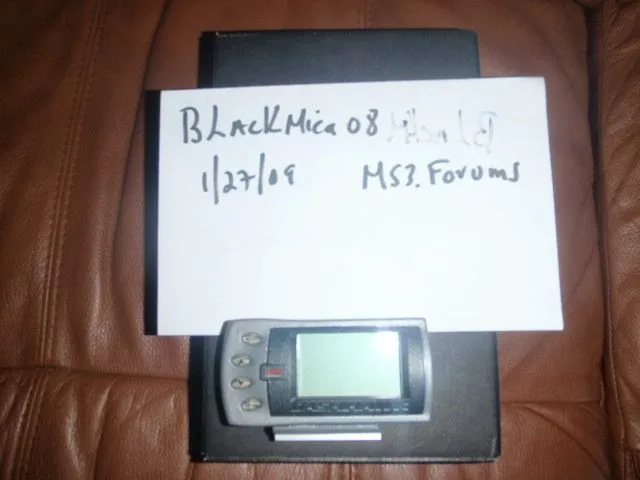 BLACKMica 08
1/27/09 MS3.Forums